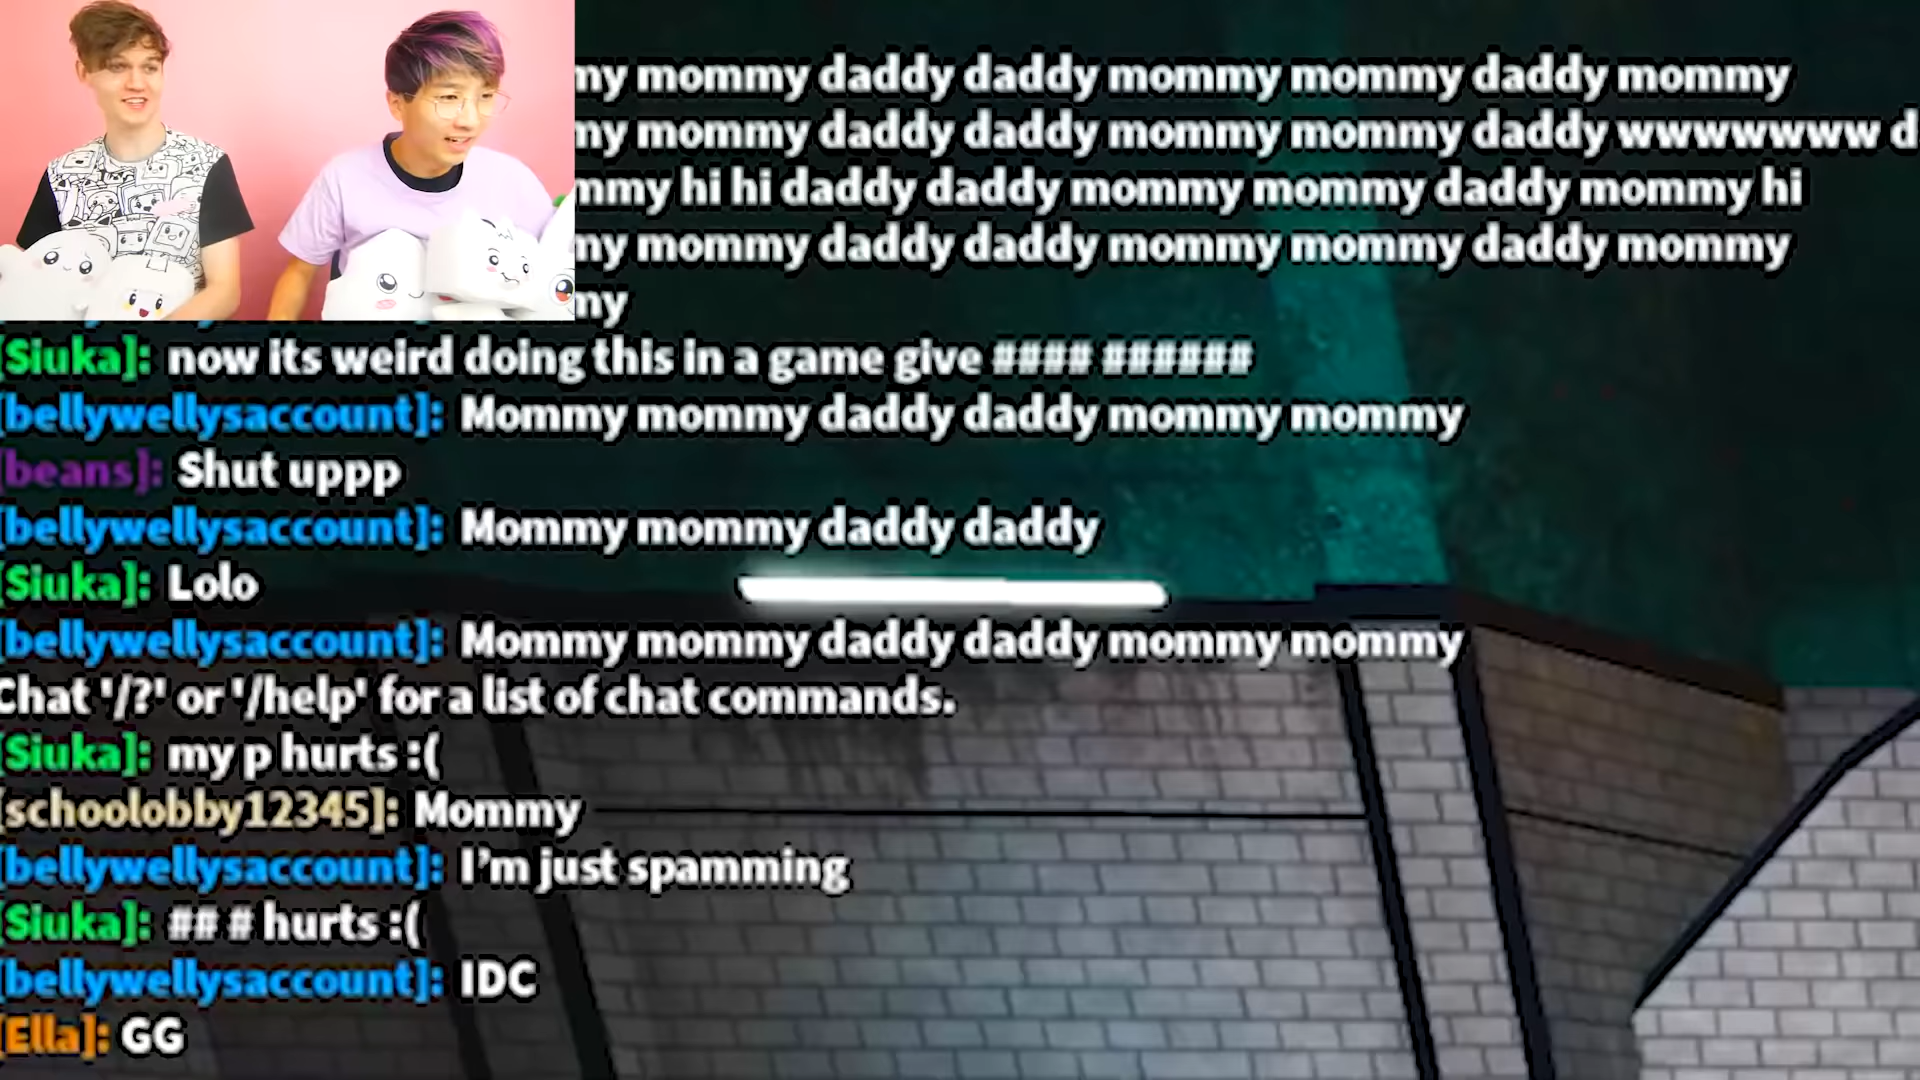 my mommy daddy daddy mommy mommy daddy mommy
my mommy daddy daddy mommy mommy daddy wwwwwww d
mmy hi hi daddy daddy mommy mommy daddy mommy hi
my mommy daddy daddy mommy mommy daddy mommy
my
[Siuka]: now its weird doing this in a game give #### ######
[bellywellysaccount]: Mommy mommy daddy daddy mommy mommy
[beans]: Shut uppp
[bellywellysaccount]: Mommy mommy daddy daddy
[Siuka]: Lolo
[bellywellysaccount]: Mommy mommy daddy daddy mommy mommy
Chat '/?' or '/help' for a list of chat commands.
[Siuka]: my p hurts :(
[schoolobby12345]: Mommy
[bellywellysaccount]: I'm just spamming
[Siuka]: ## # hurts :(
[bellywellysaccount]: IDC
[Ella]: GG